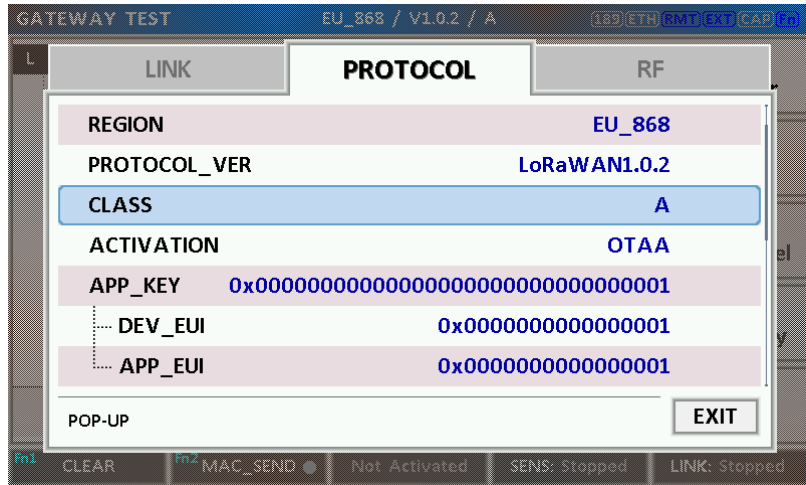 GATEWAY TEST EU_868 / V1.0.2 / A 189 ETH RMT EXT CAP Fn
L
LINK PROTOCOL RF
REGION EU_868
PROTOCOL_VER LoRaWAN1.0.2
CLASS A
ACTIVATION OTAA
el
APP_KEY 0x00000000000000000000000000000001
DEV_EUI 0x0000000000000001
y
APP_EUI 0x0000000000000001
POP-UP EXIT
Fn1 CLEAR Fn2 MAC_SEND Not Activated SENS: Stopped LINK: Stopped